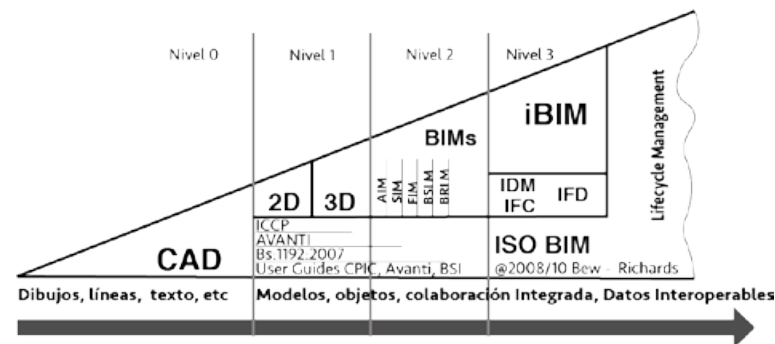 Nivel 0
Nivel 1
Nivel 2
Nivel 3
iBIM
BIMs
Lifecycle Management
2D
3D
AIM
SIM
FIM
BSI M
BRI M
IDM
IFC
IFD
CAD
ICCP
AVANTI
Bs.1192.2007
User Guides CPIC, Avanti, BSI
ISO BIM
@2008/10 Bew - Richards
Dibujos, líneas, texto, etc
Modelos, objetos, colaboración Integrada, Datos Interoperables